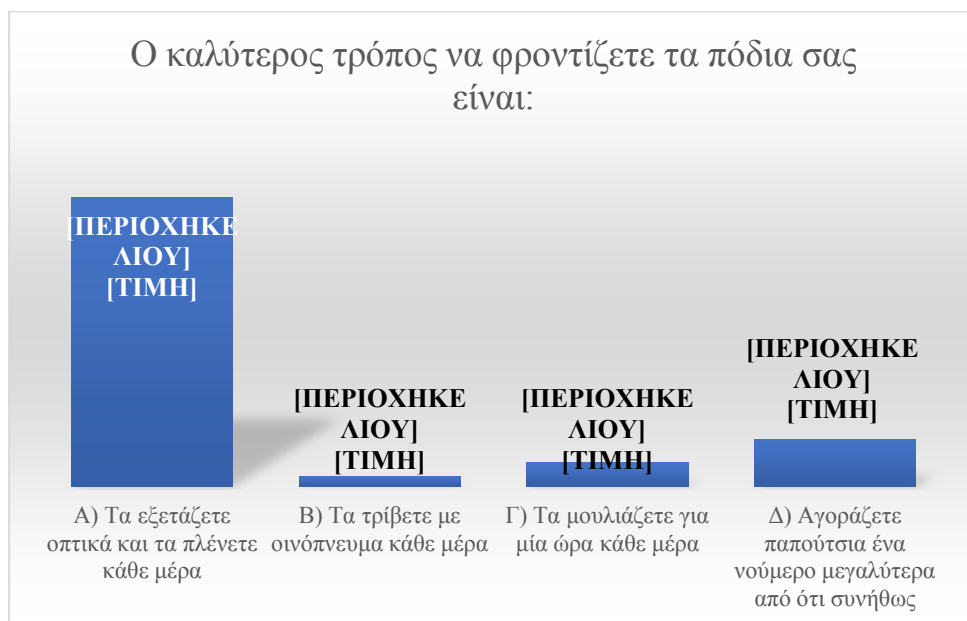 Ο καλύτερος τρόπος να φροντίζετε τα πόδια σας
είναι:
[ΠΕΡΙΟΧΗΚΕ
ΛΙΟΥ]
[ΤΙΜΗ]
[ΠΕΡΙΟΧΗΚΕ
ΛΙΟΥ]
[ΤΙΜΗ]
[ΠΕΡΙΟΧΗΚΕ
ΛΙΟΥ]
[ΤΙΜΗ]
[ΠΕΡΙΟΧΗΚΕ
ΛΙΟΥ]
[ΤΙΜΗ]
Α) Τα εξετάζετε
οπτικά και τα πλένετε
κάθε μέρα
Β) Τα τρίβετε με
οινόπνευμα κάθε μέρα
Γ) Τα μουλιάζετε για
μία ώρα κάθε μέρα
Δ) Αγοράζετε
παπούτσια ένα
νούμερο μεγαλύτερα
από ότι συνήθως